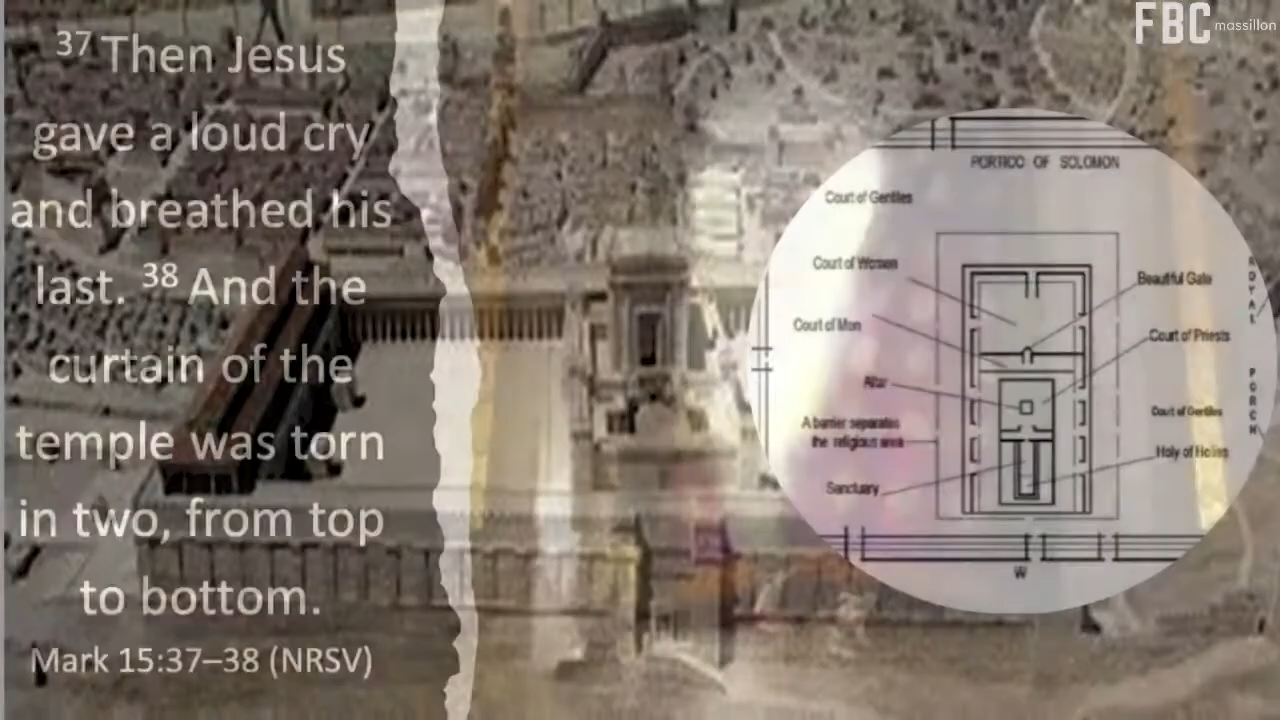 FBC massillon
³⁷ Then Jesus
gave a loud cry
and breathed his
last. ³⁸ And the
curtain of the
temple was torn
in two, from top
to bottom.
Mark 15:37–38 (NRSV)
PORTICO OF SOLOMON
Court of Gentiles
Court of Women
Beautiful Gate
Court of Men
Court of Priests
Altar
Court of Gentiles
A barrier separates
the religious area
Holy of Holies
Sanctuary
ROYAL PORCH
W